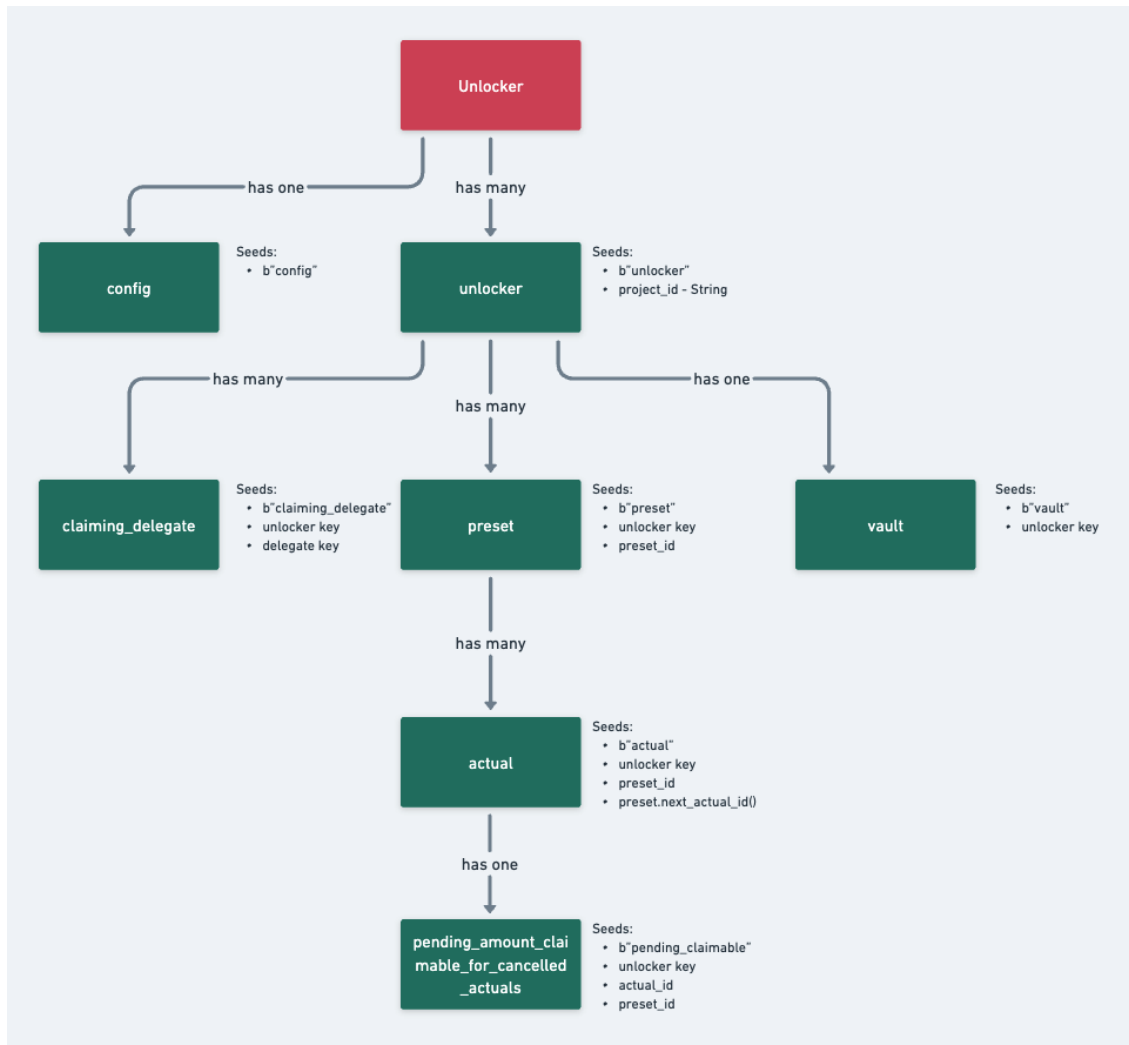 Unlocker
has one
has many
config
Seeds:
• b"config"
unlocker
Seeds:
• b"unlocker"
• project_id - String
has many
has many
has one
claiming_delegate
Seeds:
• b"claiming_delegate"
• unlocker key
• delegate key
preset
Seeds:
• b"preset"
• unlocker key
• preset_id
vault
Seeds:
• b"vault"
• unlocker key
has many
actual
Seeds:
• b"actual"
• unlocker key
• preset_id
• preset.next_actual_id()
has one
pending_amount_clai
mable_for_cancelled
_actuals
Seeds:
• b"pending_claimable"
• unlocker key
• actual_id
• preset_id